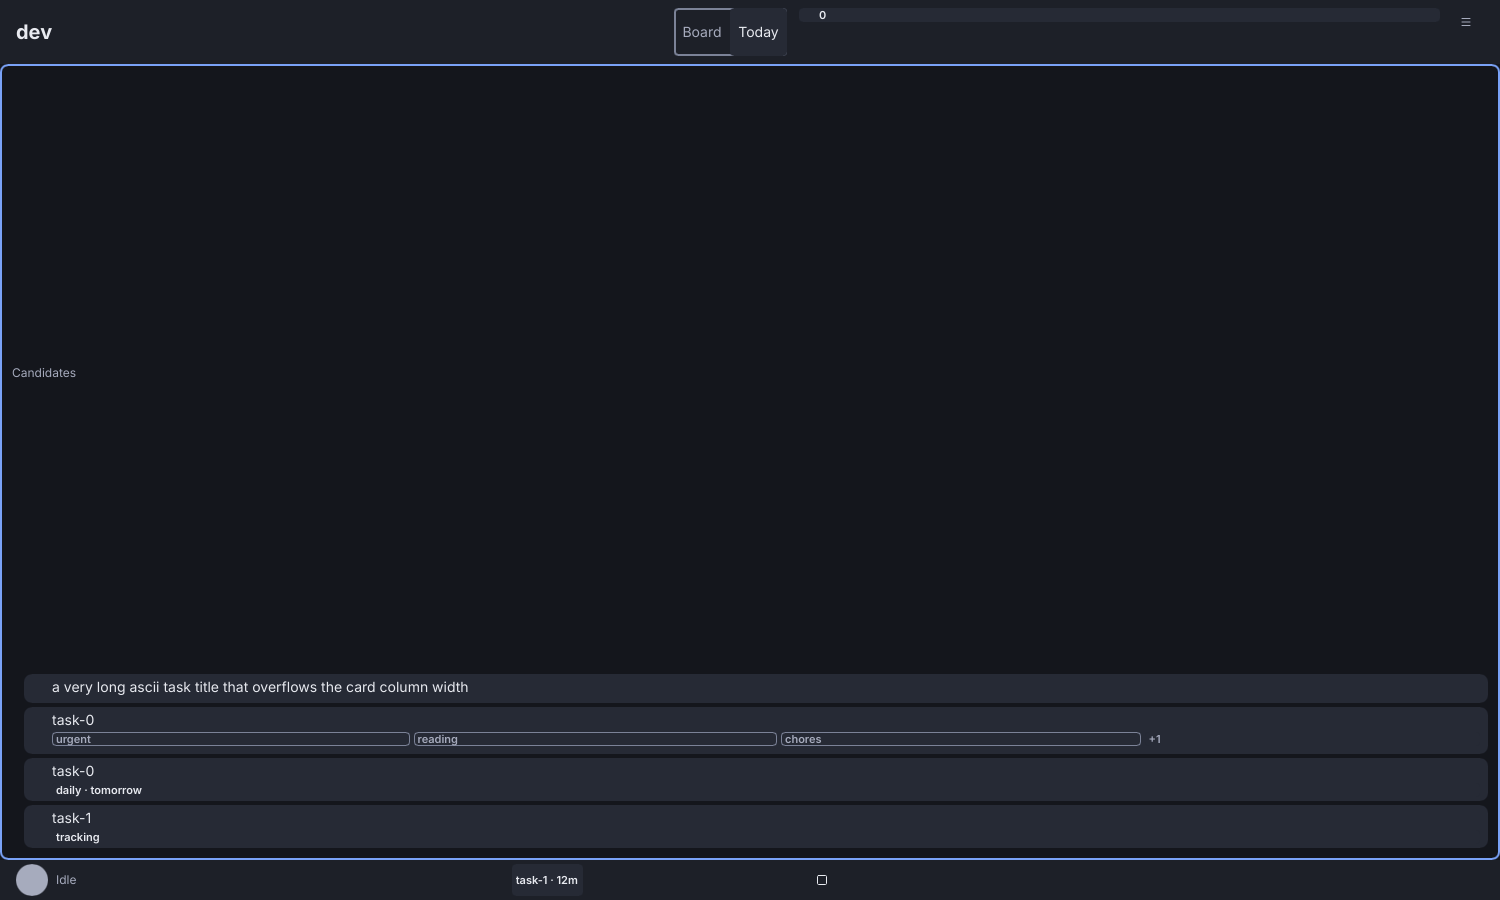 dev
Board Today
0
☰
Candidates
a very long ascii task title that overflows the card column width
task-0
urgent reading chores +1
task-0
daily · tomorrow
task-1
tracking
Idle
task-1 · 12m